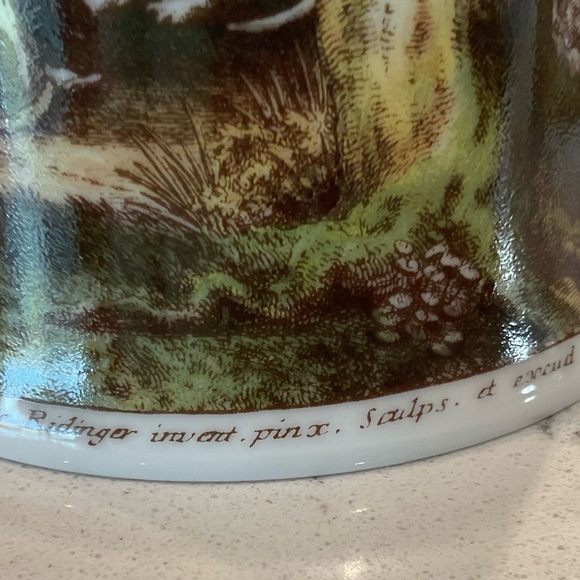 Ridinger invent. pinx. Sculps. et excud